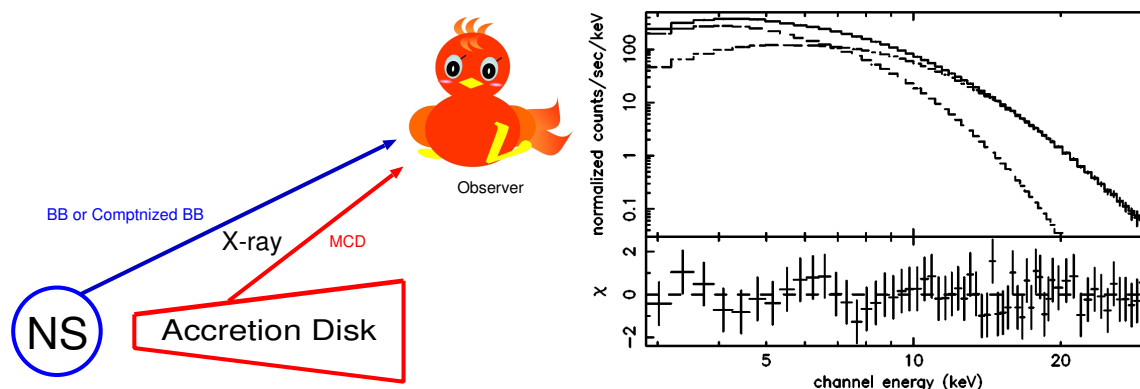 Observer
BB or Comptnized BB
X-ray
MCD
NS
Accretion Disk
normalized counts/sec/keV
100
10
1
0.1
χ
2
0
−2
5
10
20
channel energy (keV)